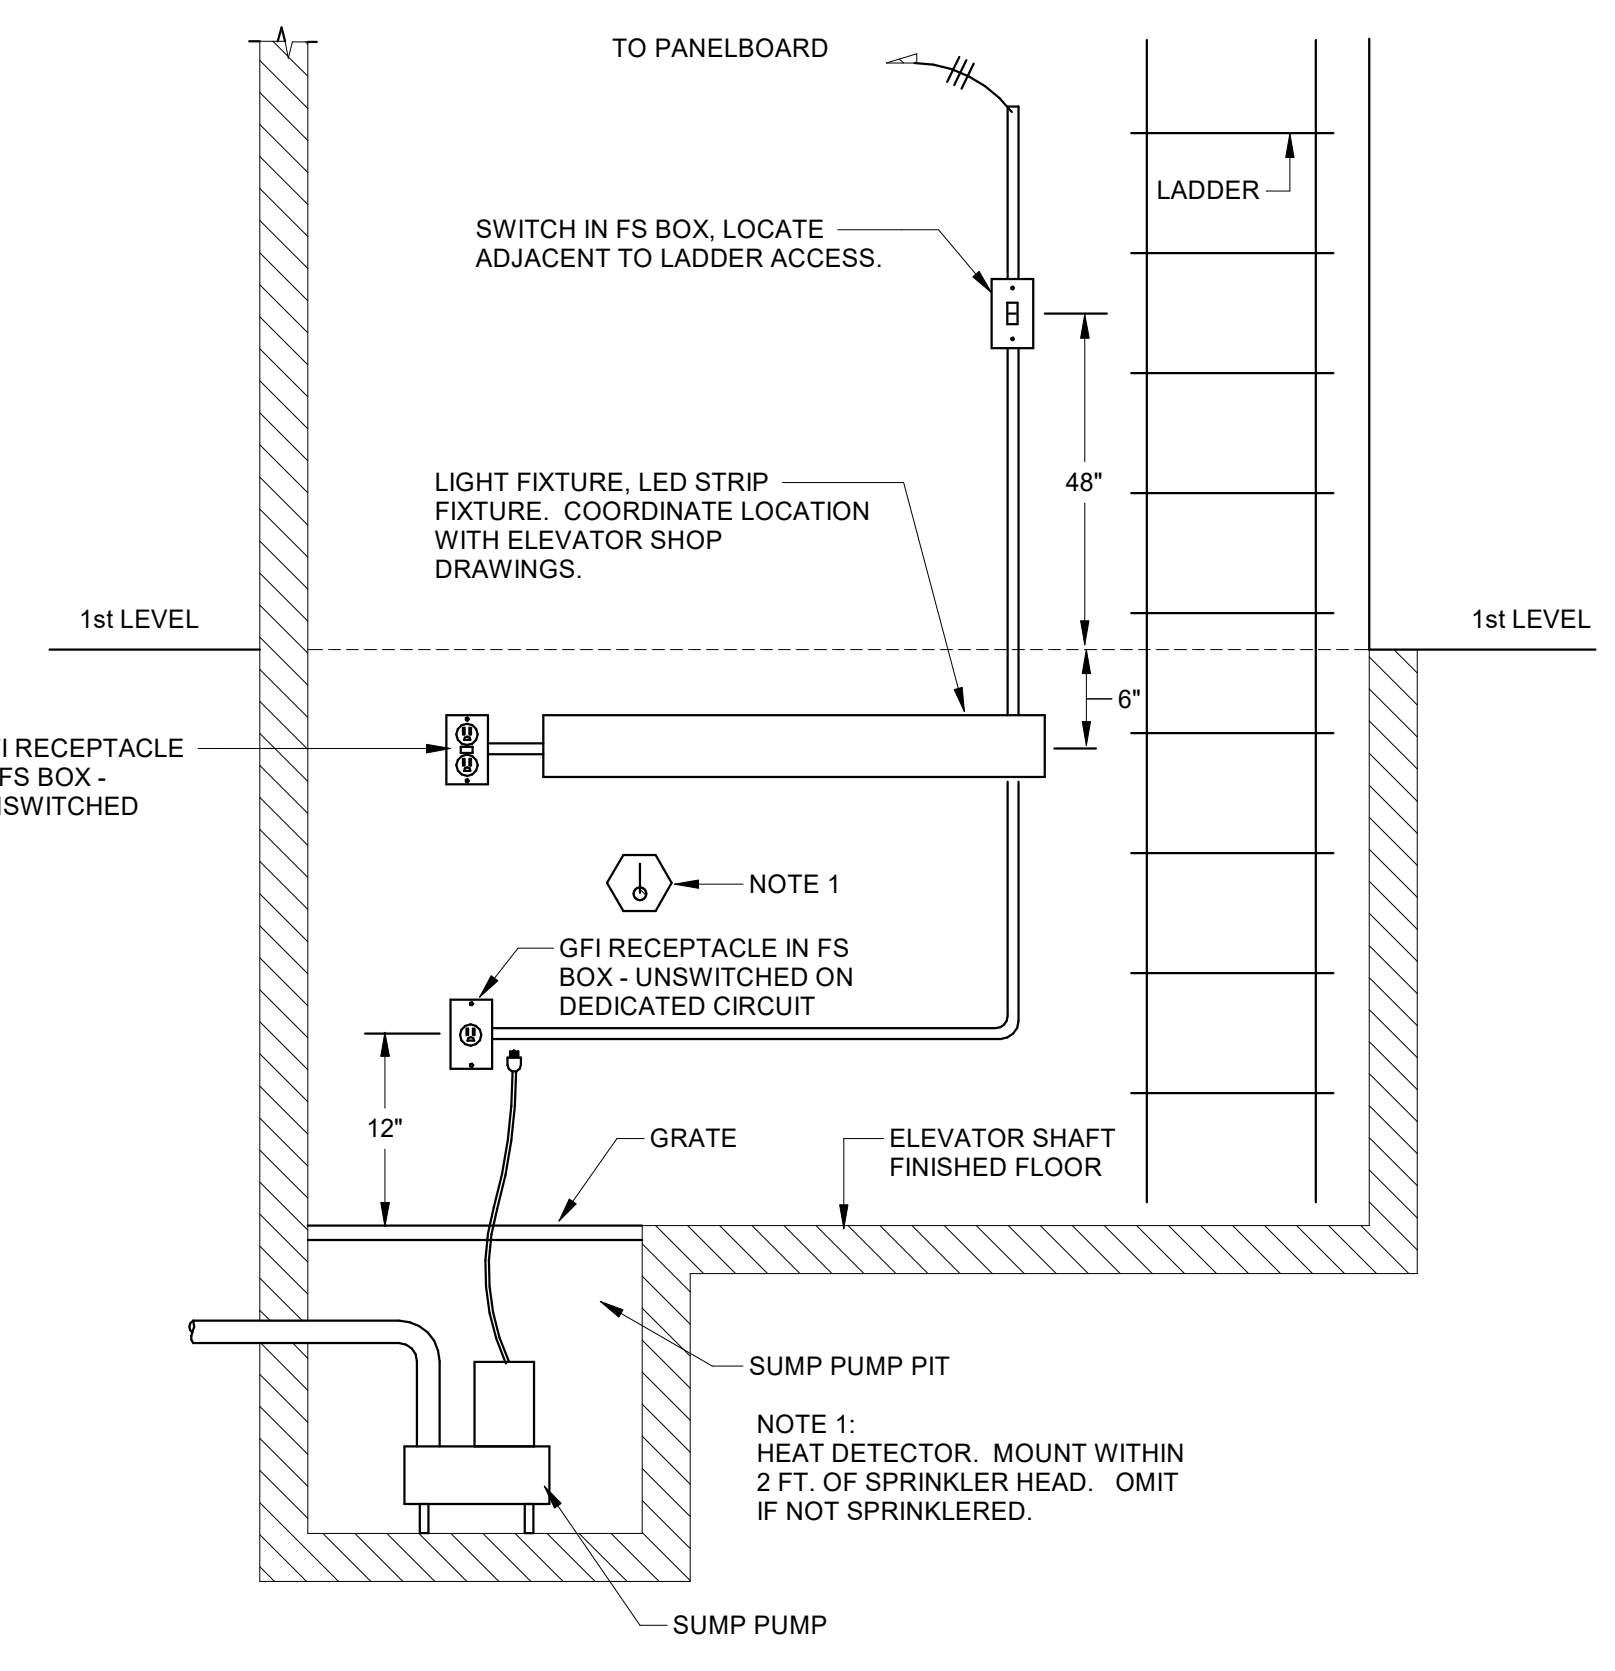 TO PANELBOARD
LADDER
SWITCH IN FS BOX, LOCATE
ADJACENT TO LADDER ACCESS.
48"
LIGHT FIXTURE, LED STRIP
FIXTURE. COORDINATE LOCATION
WITH ELEVATOR SHOP
DRAWINGS.
1st LEVEL
1st LEVEL
6"
RECEPTACLE
FS BOX -
NOTE 1
GFI RECEPTACLE IN FS
BOX - UNSWITCHED ON
DEDICATED CIRCUIT
12"
GRATE
ELEVATOR SHAFT
FINISHED FLOOR
SUMP PUMP PIT
NOTE 1:
HEAT DETECTOR. MOUNT WITHIN
2 FT. OF SPRINKLER HEAD. OMIT
IF NOT SPRINKLERED.
SUMP PUMP